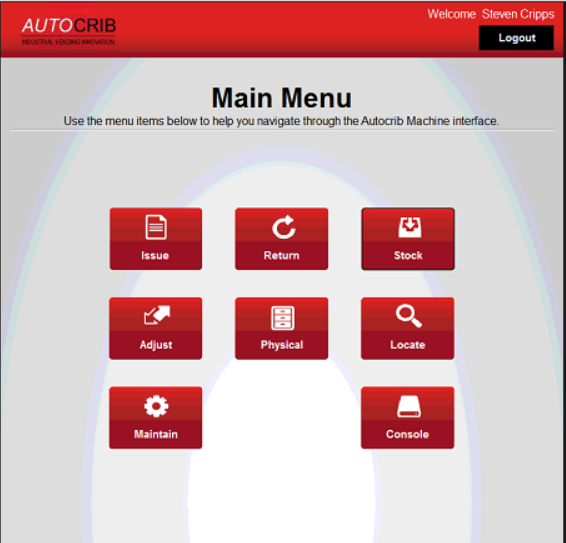 Welcome Steven Cripps
AUTOCRIB
INDUSTRIAL LEADING INNOVATION
Logout
Main Menu
Use the menu items below to help you navigate through the Autocrib Machine interface.
Issue
Return
Stock
Adjust
Physical
Locate
Maintain
Console